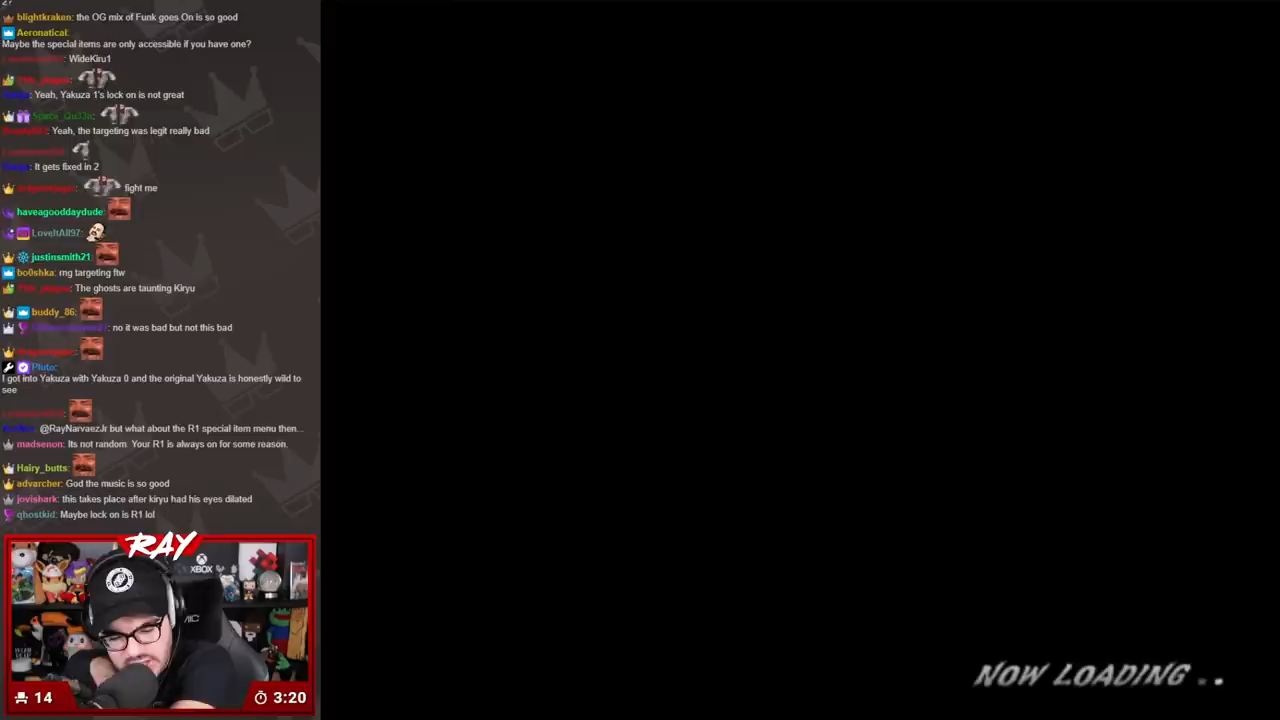 blightkraken: the OG mix of Funk goes On is so good
Aeronatical:
Maybe the special items are only accessible if you have one?
WideKiru1
Yeah, Yakuza 1's lock on is not great
Yeah, the targeting was legit really bad
It gets fixed in 2
fight me
haveagooddaydude:
LoveItAll97:
justinsmith21
bo0shka: rng targeting ftw
The ghosts are taunting Kiryu
buddy_86:
no it was bad but not this bad
Pluto:
I got into Yakuza with Yakuza 0 and the original Yakuza is honestly wild to
see
@RayNarvaezJr but what about the R1 special item menu then...
madsenon: Its not random. Your R1 is always on for some reason.
Hairy_butts:
advarcher: God the music is so good
jovishark: this takes place after kiryu had his eyes dilated
qhostkid: Maybe lock on is R1 lol
RAY
XBOX
14
3:20
NOW LOADING . .